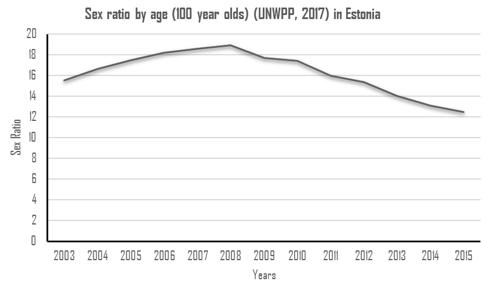 Sex ratio by age (100 year olds) (UNWPP, 2017) in Estonia
20
18
16
14
12
10
8
6
4
2
0
Sex Ratio
2003 2004 2005 2006 2007 2008 2009 2010 2011 2012 2013 2014 2015
Years